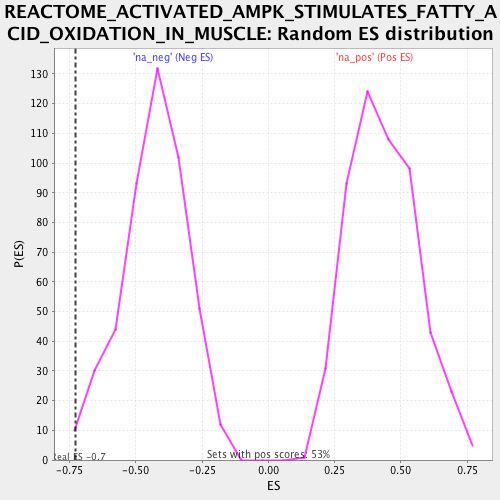 REACTOME_ACTIVATED_AMPK_STIMULATES_FATTY_A
CID_OXIDATION_IN_MUSCLE: Random ES distribution
'na_neg' (Neg ES)
'na_pos' (Pos ES)
130
120
110
100
90
80
70
60
50
40
30
20
10
0
P(ES)
Real ES -0.7
Sets with pos scores: 53%
-0.75
-0.50
-0.25
0.00
0.25
0.50
0.75
ES